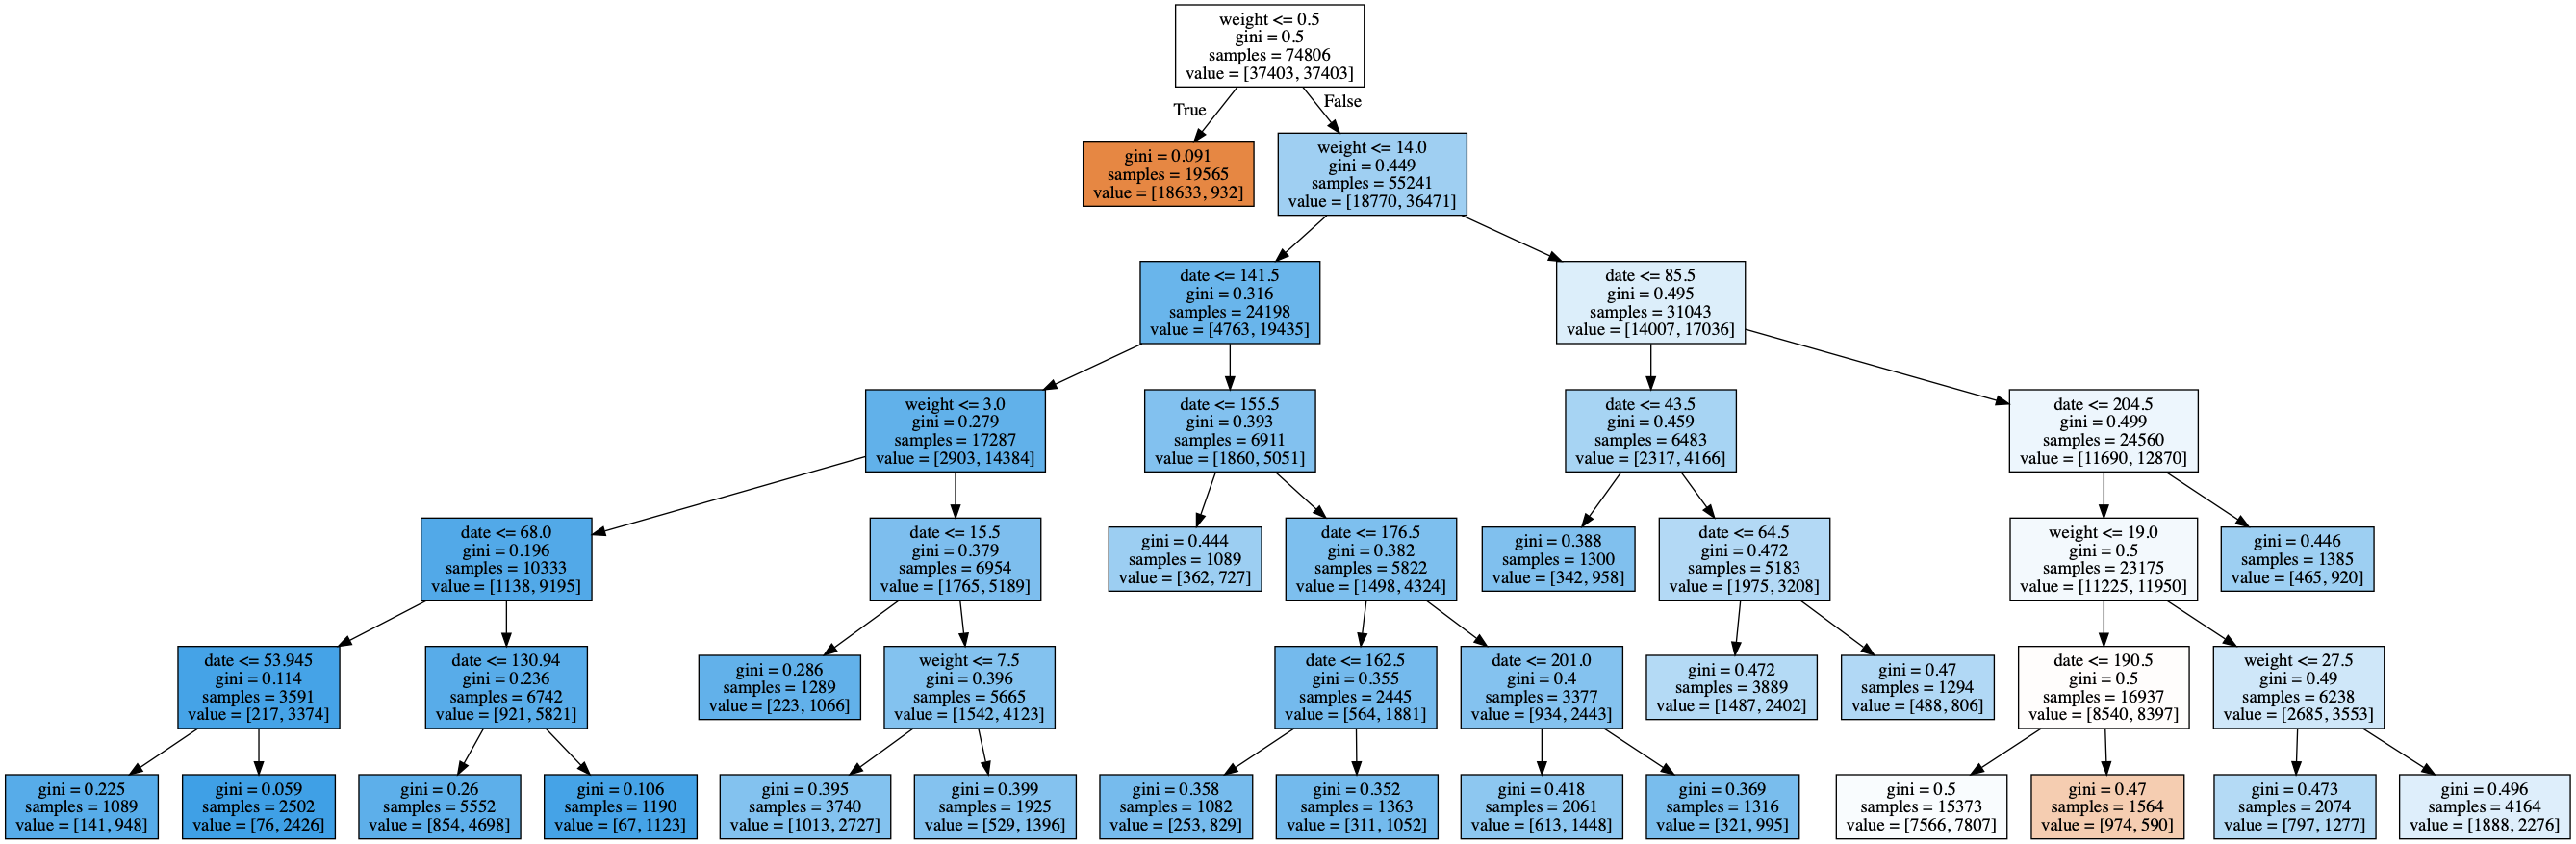 weight <= 0.5
gini = 0.5
samples = 74806
value = [37403, 37403]
True
False
gini = 0.091
samples = 19565
value = [18633, 932]
weight <= 14.0
gini = 0.449
samples = 55241
value = [18770, 36471]
date <= 141.5
gini = 0.316
samples = 24198
value = [4763, 19435]
date <= 85.5
gini = 0.495
samples = 31043
value = [14007, 17036]
weight <= 3.0
gini = 0.279
samples = 17287
value = [2903, 14384]
date <= 155.5
gini = 0.393
samples = 6911
value = [1860, 5051]
date <= 43.5
gini = 0.459
samples = 6483
value = [2317, 4166]
date <= 204.5
gini = 0.499
samples = 24560
value = [11690, 12870]
date <= 68.0
gini = 0.196
samples = 10333
value = [1138, 9195]
date <= 15.5
gini = 0.379
samples = 6954
value = [1765, 5189]
gini = 0.444
samples = 1089
value = [362, 727]
date <= 176.5
gini = 0.382
samples = 5822
value = [1498, 4324]
gini = 0.388
samples = 1300
value = [342, 958]
date <= 64.5
gini = 0.472
samples = 5183
value = [1975, 3208]
weight <= 19.0
gini = 0.5
samples = 23175
value = [11225, 11950]
gini = 0.446
samples = 1385
value = [465, 920]
date <= 53.945
gini = 0.114
samples = 3591
value = [217, 3374]
date <= 130.94
gini = 0.236
samples = 6742
value = [921, 5821]
gini = 0.286
samples = 1289
value = [223, 1066]
weight <= 7.5
gini = 0.396
samples = 5665
value = [1542, 4123]
date <= 162.5
gini = 0.355
samples = 2445
value = [564, 1881]
date <= 201.0
gini = 0.4
samples = 3377
value = [934, 2443]
gini = 0.472
samples = 3889
value = [1487, 2402]
gini = 0.47
samples = 1294
value = [488, 806]
date <= 190.5
gini = 0.5
samples = 16937
value = [8540, 8397]
weight <= 27.5
gini = 0.49
samples = 6238
value = [2685, 3553]
gini = 0.225
samples = 1089
value = [141, 948]
gini = 0.059
samples = 2502
value = [76, 2426]
gini = 0.26
samples = 5552
value = [854, 4698]
gini = 0.106
samples = 1190
value = [67, 1123]
gini = 0.395
samples = 3740
value = [1013, 2727]
gini = 0.399
samples = 1925
value = [529, 1396]
gini = 0.358
samples = 1082
value = [253, 829]
gini = 0.352
samples = 1363
value = [311, 1052]
gini = 0.418
samples = 2061
value = [613, 1448]
gini = 0.369
samples = 1316
value = [321, 995]
gini = 0.5
samples = 15373
value = [7566, 7807]
gini = 0.47
samples = 1564
value = [974, 590]
gini = 0.473
samples = 2074
value = [797, 1277]
gini = 0.496
samples = 4164
value = [1888, 2276]